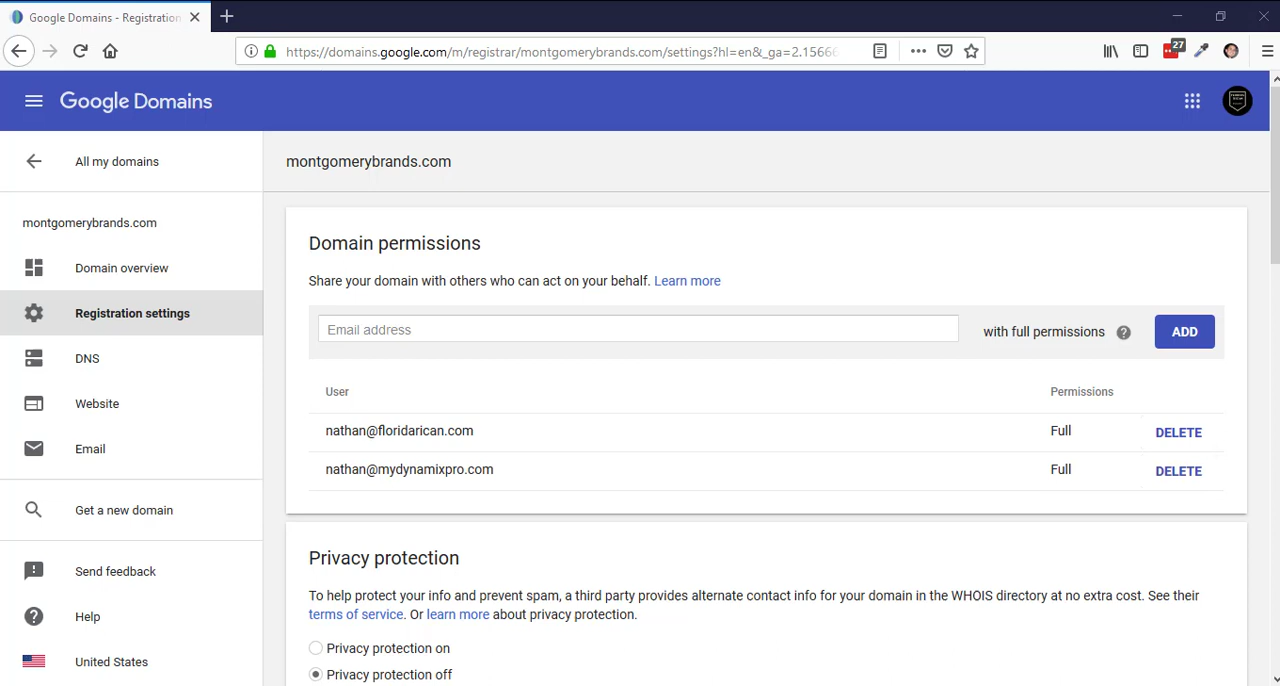 Google Domains - Registration
https://domains.google.com/m/registrar/montgomerybrands.com/settings?hl=en&_ga=2.15666
27
Google Domains
All my domains
montgomerybrands.com
montgomerybrands.com
Domain overview
Registration settings
DNS
Website
Email
Get a new domain
Send feedback
Help
United States
Domain permissions
Share your domain with others who can act on your behalf. Learn more
Email address
with full permissions ? ADD
User Permissions
nathan@floridarican.com Full DELETE
nathan@mydynamixpro.com Full DELETE
Privacy protection
To help protect your info and prevent spam, a third party provides alternate contact info for your domain in the WHOIS directory at no extra cost. See their
terms of service. Or learn more about privacy protection.
Privacy protection on
Privacy protection off